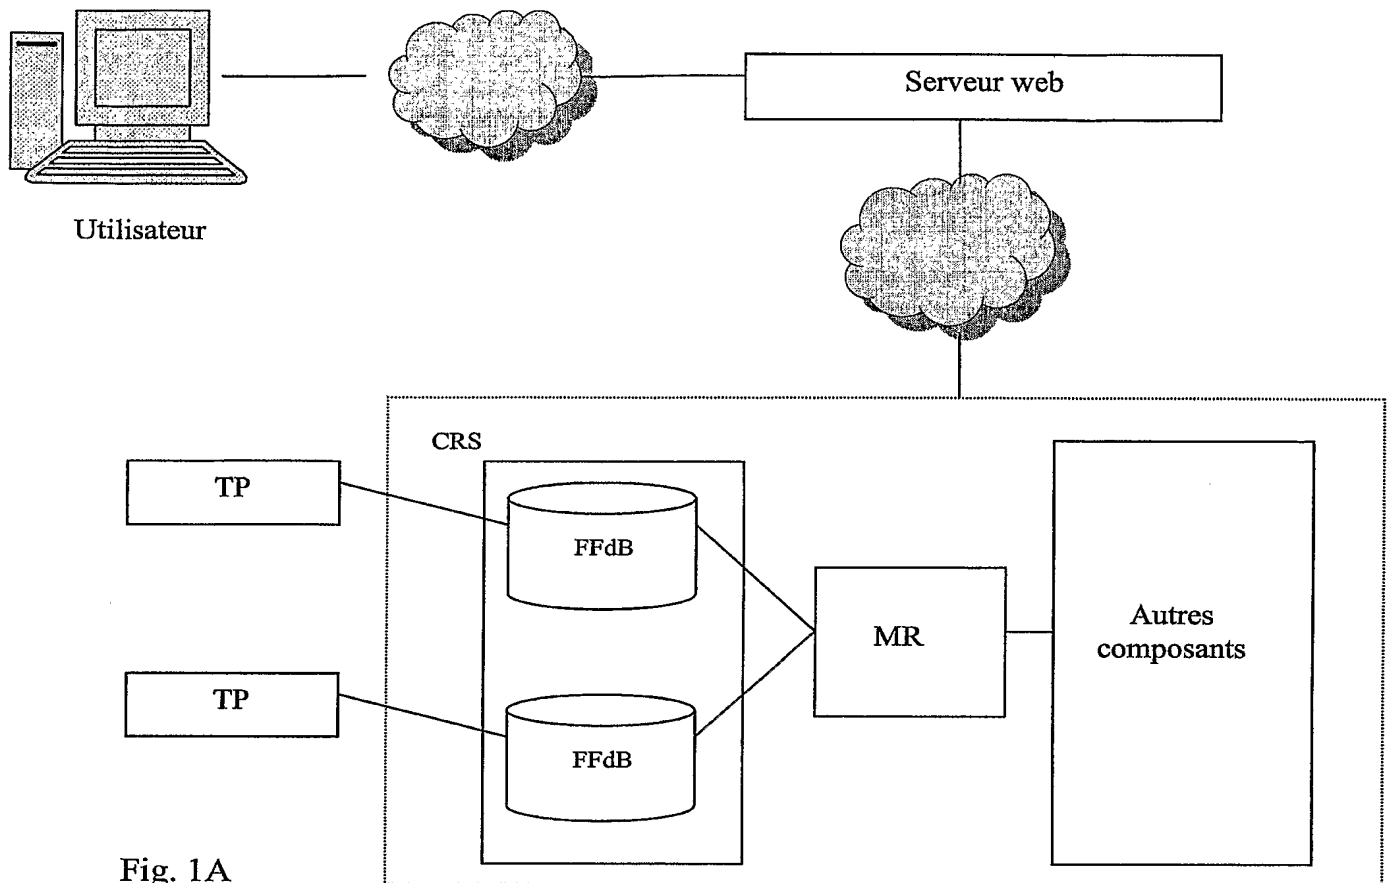 Serveur web
Utilisateur
CRS
TP
FFdB
MR
Autres
composants
TP
FFdB
Fig. 1A